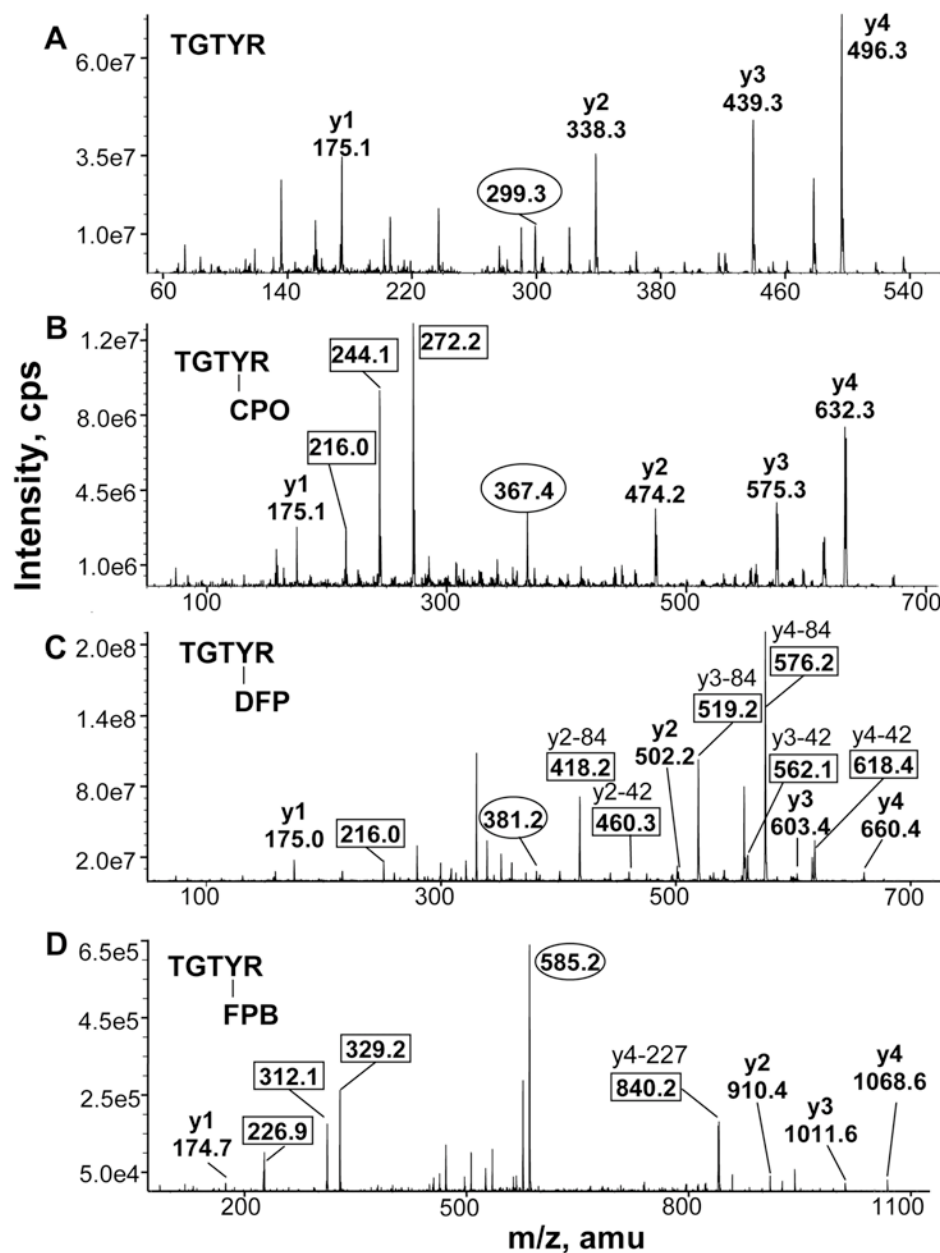 A
TGTYR
6.0e7
3.5e7
1.0e7
y1
175.1
299.3
y2
338.3
y3
439.3
y4
496.3
60 140 220 300 380 460 540
B
TGTYR
CPO
1.2e7
8.0e6
4.5e6
1.0e6
y1
175.1
216.0
244.1
272.2
367.4
y2
474.2
y3
575.3
y4
632.3
100 300 500 700
C
TGTYR
DFP
2.0e8
1.4e8
8.0e7
2.0e7
y1
175.0
216.0
381.2
y2-84
418.2
y2-42
460.3
y2
502.2
y3-84
519.2
y4-84
576.2
y3-42
562.1
y3
603.4
y4-42
618.4
y4
660.4
100 300 500 700
D
TGTYR
FPB
6.5e5
4.5e5
2.5e5
5.0e4
y1
174.7
226.9
312.1
329.2
585.2
y4-227
840.2
y2
910.4
y3
1011.6
y4
1068.6
200 500 800 1100
Intensity, cps
m/z, amu